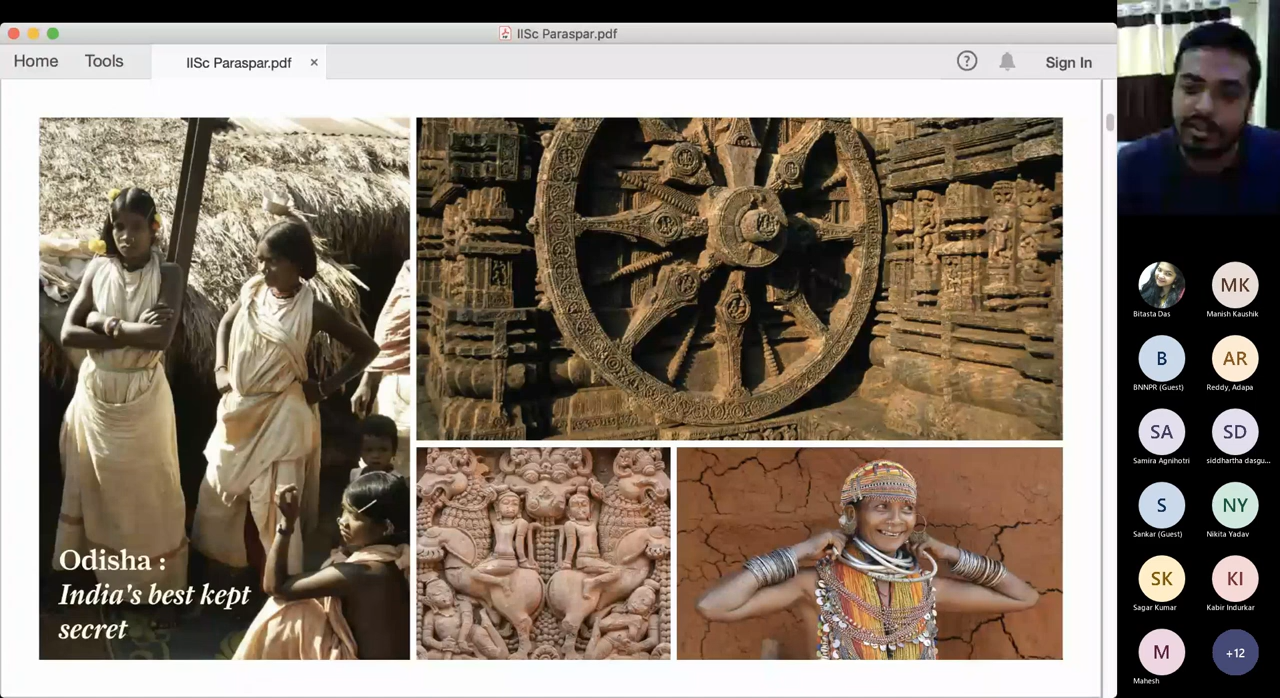 IISc Paraspar.pdf
Home
Tools
IISc Paraspar.pdf
×
?
Sign In
Odisha :
India's best kept
secret
Bitasta Das
MK
Manish Kaushik
B
BNNPR (Guest)
AR
Reddy, Adapa
SA
Samira Agnihotri
SD
siddhartha dasgu...
S
Sankar (Guest)
NY
Nikita Yadav
SK
Sagar Kumar
KI
Kabir Indurkar
M
Mahesh
+12